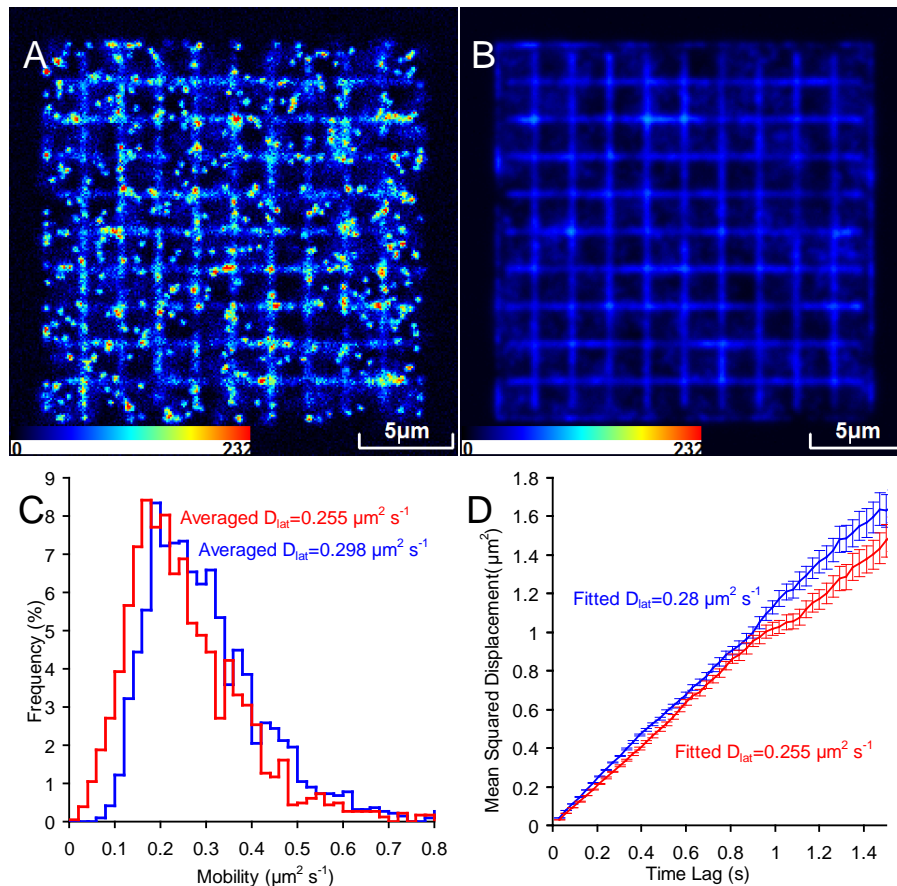 A
0
232
5µm
B
0
232
5µm
C
Averaged Dlat=0.255 µm2 s-1
Averaged Dlat=0.298 µm2 s-1
Frequency (%)
9
8
7
6
5
4
3
2
1
0
0
0.1
0.2
0.3
0.4
0.5
0.6
0.7
0.8
Mobility (µm2 s-1)
D
Fitted Dlat=0.28 µm2 s-1
Fitted Dlat=0.255 µm2 s-1
Mean Squared Displacement(µm2)
1.8
1.6
1.4
1.2
1
0.8
0.6
0.4
0.2
0
0
0.2
0.4
0.6
0.8
1
1.2
1.4
Time Lag (s)